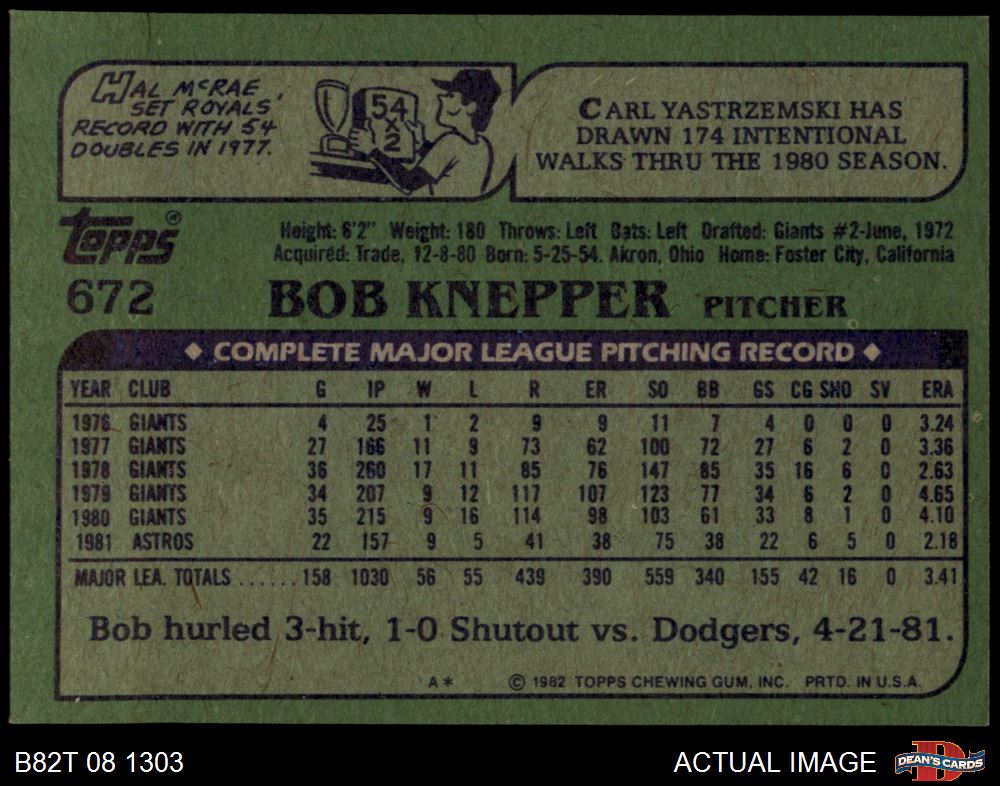 HAL McRAE
SET ROYALS'
RECORD WITH 54
DOUBLES IN 1977.
54
X
2
CARL YASTRZEMSKI HAS
DRAWN 174 INTENTIONAL
WALKS THRU THE 1980 SEASON.
topps®
Height: 6'2" Weight: 180 Throws: Left Bats: Left Drafted: Giants #2-June, 1972
Acquired: Trade, 12-8-80 Born: 5-25-54, Akron, Ohio Home: Foster City, California
672 BOB KNEPPER PITCHER
◆ COMPLETE MAJOR LEAGUE PITCHING RECORD ◆
YEAR CLUB G IP W L R ER SO BB GS CG SHO SV ERA
1976 GIANTS 4 25 1 2 9 9 11 7 4 0 0 0 3.24
1977 GIANTS 27 166 11 9 73 62 100 72 27 6 2 0 3.36
1978 GIANTS 36 260 17 11 85 76 147 85 35 16 6 0 2.63
1979 GIANTS 34 207 9 12 117 107 123 77 34 6 2 0 4.65
1980 GIANTS 35 215 9 16 114 98 103 61 33 8 1 0 4.10
1981 ASTROS 22 157 9 5 41 38 75 38 22 6 5 0 2.18
MAJOR LEA. TOTALS ...... 158 1030 56 55 439 390 559 340 155 42 16 0 3.41
Bob hurled 3-hit, 1-0 Shutout vs. Dodgers, 4-21-81.
A* © 1982 TOPPS CHEWING GUM, INC. PRTD. IN U.S.A.
B82T 08 1303 ACTUAL IMAGE D DEAN'S CARDS